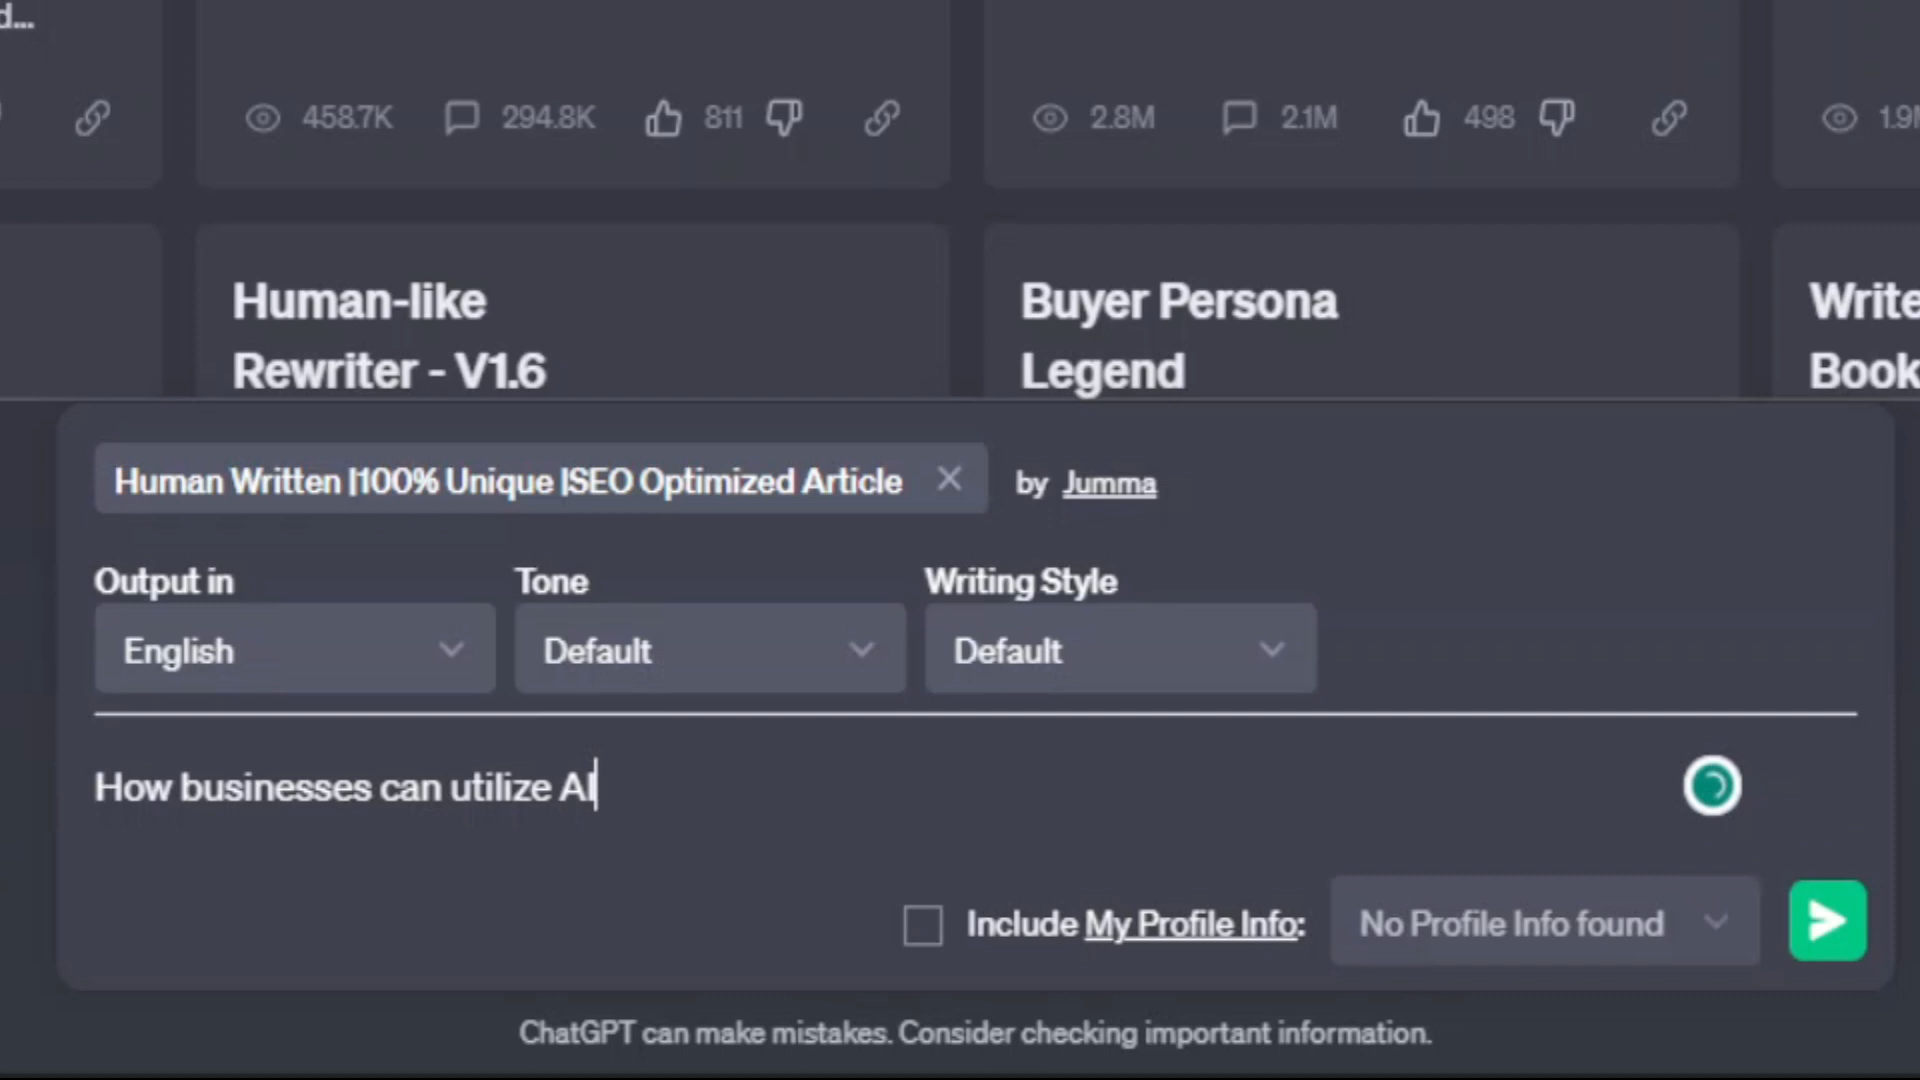 d...
458.7K 294.8K 811
2.8M 2.1M 498
1.9M
Human-like
Rewriter - V1.6
Buyer Persona
Legend
Write
Book
Human Written |100% Unique |SEO Optimized Article by Jumma
Output in Tone Writing Style
English Default Default
How businesses can utilize AI
Include My Profile Info: No Profile Info found
ChatGPT can make mistakes. Consider checking important information.